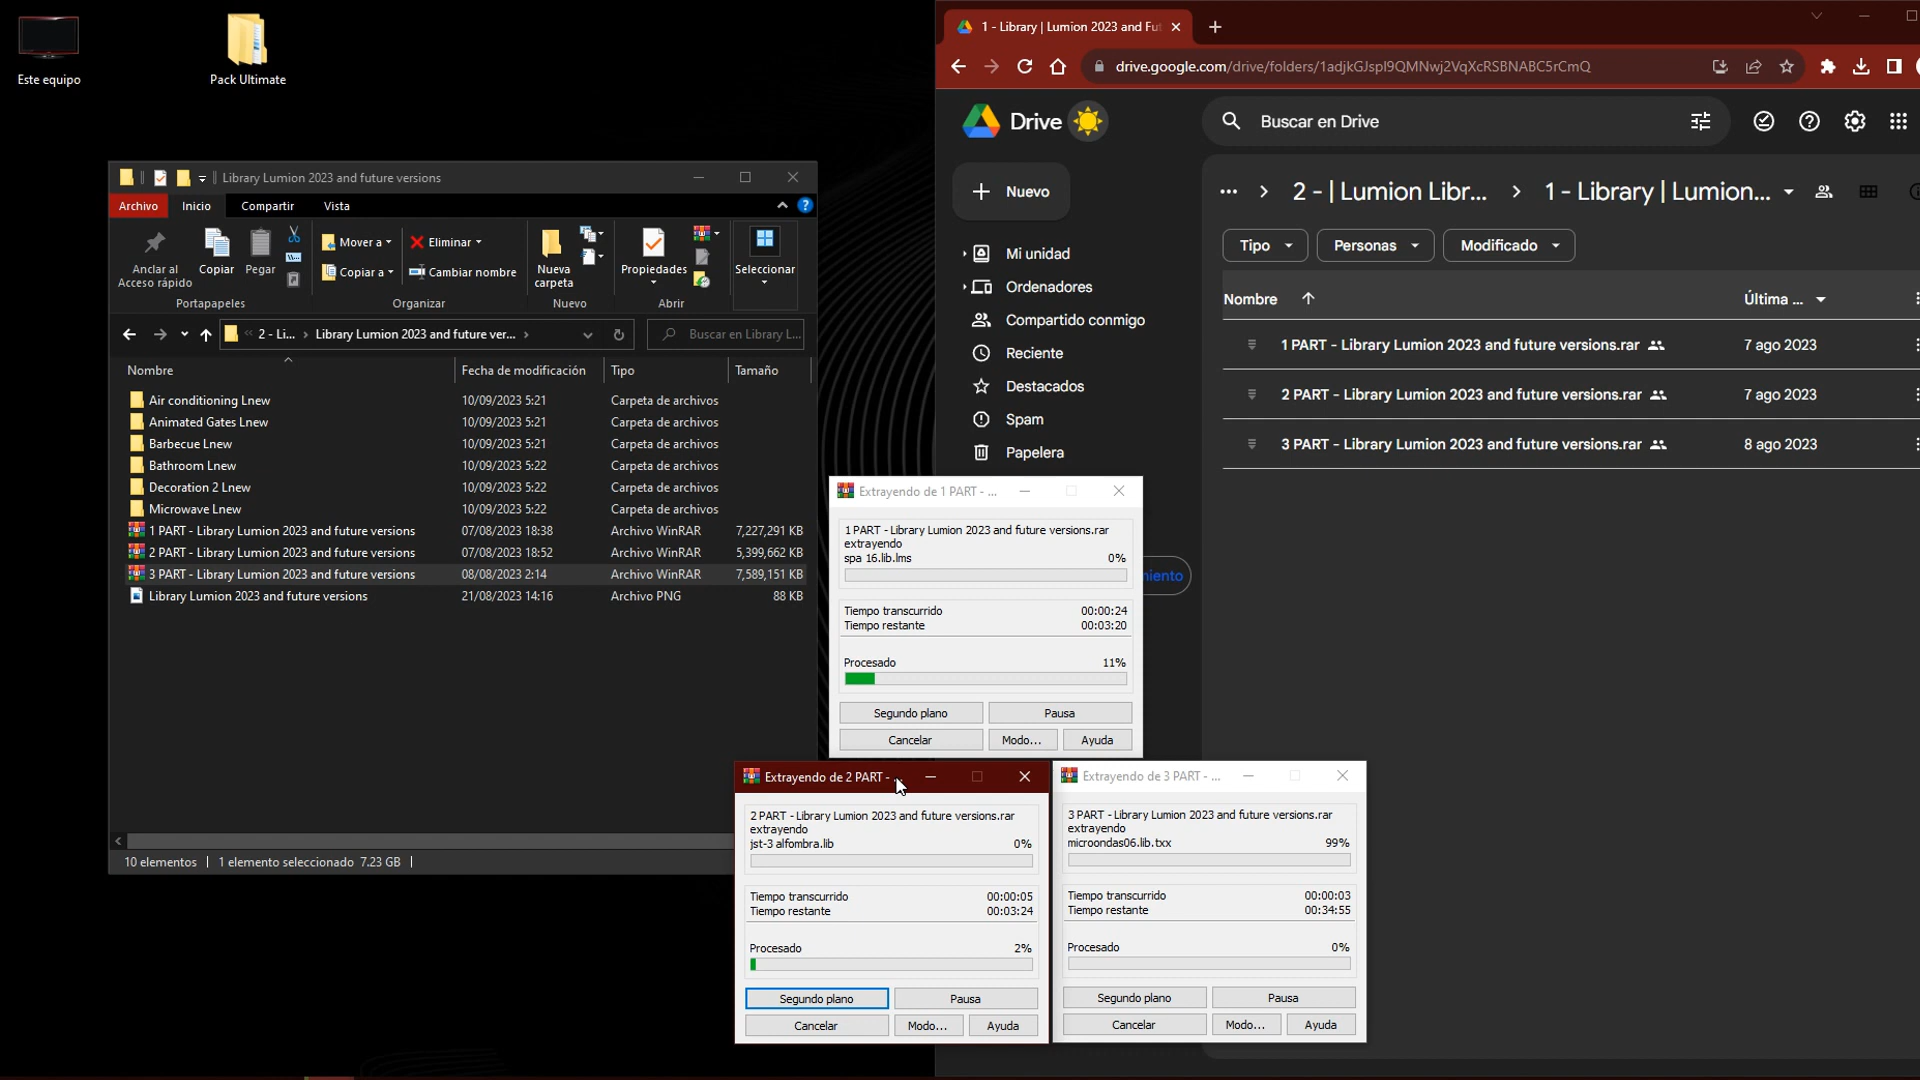 Este equipo
Pack Ultimate
Library Lumion 2023 and future versions
Archivo
Inicio
Compartir
Vista
Anclar al
Acceso rápido
Copiar
Pegar
Mover a
Copiar a
Eliminar
Cambiar nombre
Nueva
carpeta
Propiedades
Seleccionar
Portapapeles
Organizar
Nuevo
Abrir
« 2 - Li... › Library Lumion 2023 and future ver... ›
Buscar en Library L...
Nombre
Fecha de modificación
Tipo
Tamaño
Air conditioning Lnew 10/09/2023 5:21 Carpeta de archivos
Animated Gates Lnew 10/09/2023 5:21 Carpeta de archivos
Barbecue Lnew 10/09/2023 5:21 Carpeta de archivos
Bathroom Lnew 10/09/2023 5:22 Carpeta de archivos
Decoration 2 Lnew 10/09/2023 5:22 Carpeta de archivos
Microwave Lnew 10/09/2023 5:22 Carpeta de archivos
1 PART - Library Lumion 2023 and future versions 07/08/2023 18:38 Archivo WinRAR 7,227,291 KB
2 PART - Library Lumion 2023 and future versions 07/08/2023 18:52 Archivo WinRAR 5,399,662 KB
3 PART - Library Lumion 2023 and future versions 08/08/2023 2:14 Archivo WinRAR 7,589,151 KB
Library Lumion 2023 and future versions 21/08/2023 14:16 Archivo PNG 88 KB
10 elementos
1 elemento seleccionado 7.23 GB
1 - Library | Lumion 2023 and Fut
drive.google.com/drive/folders/1adjkGJspl9QMNwj2VqXcRSBNABC5rCmQ
Drive
Buscar en Drive
Nuevo
Mi unidad
Ordenadores
Compartido conmigo
Reciente
Destacados
Spam
Papelera
miento
2 - | Lumion Libr...
1 - Library | Lumion...
Tipo
Personas
Modificado
Nombre
Última ...
1 PART - Library Lumion 2023 and future versions.rar 7 ago 2023
2 PART - Library Lumion 2023 and future versions.rar 7 ago 2023
3 PART - Library Lumion 2023 and future versions.rar 8 ago 2023
Extrayendo de 1 PART - ...
1 PART - Library Lumion 2023 and future versions.rar
extrayendo
spa 16.lib.lms 0%
Tiempo transcurrido 00:00:24
Tiempo restante 00:03:20
Procesado 11%
Segundo plano
Pausa
Cancelar
Modo...
Ayuda
Extrayendo de 2 PART - ...
2 PART - Library Lumion 2023 and future versions.rar
extrayendo
jst-3 alfombra.lib 0%
Tiempo transcurrido 00:00:05
Tiempo restante 00:03:24
Procesado 2%
Segundo plano
Pausa
Cancelar
Modo...
Ayuda
Extrayendo de 3 PART - ...
3 PART - Library Lumion 2023 and future versions.rar
extrayendo
microondas06.lib.txx 99%
Tiempo transcurrido 00:00:03
Tiempo restante 00:34:55
Procesado 0%
Segundo plano
Pausa
Cancelar
Modo...
Ayuda